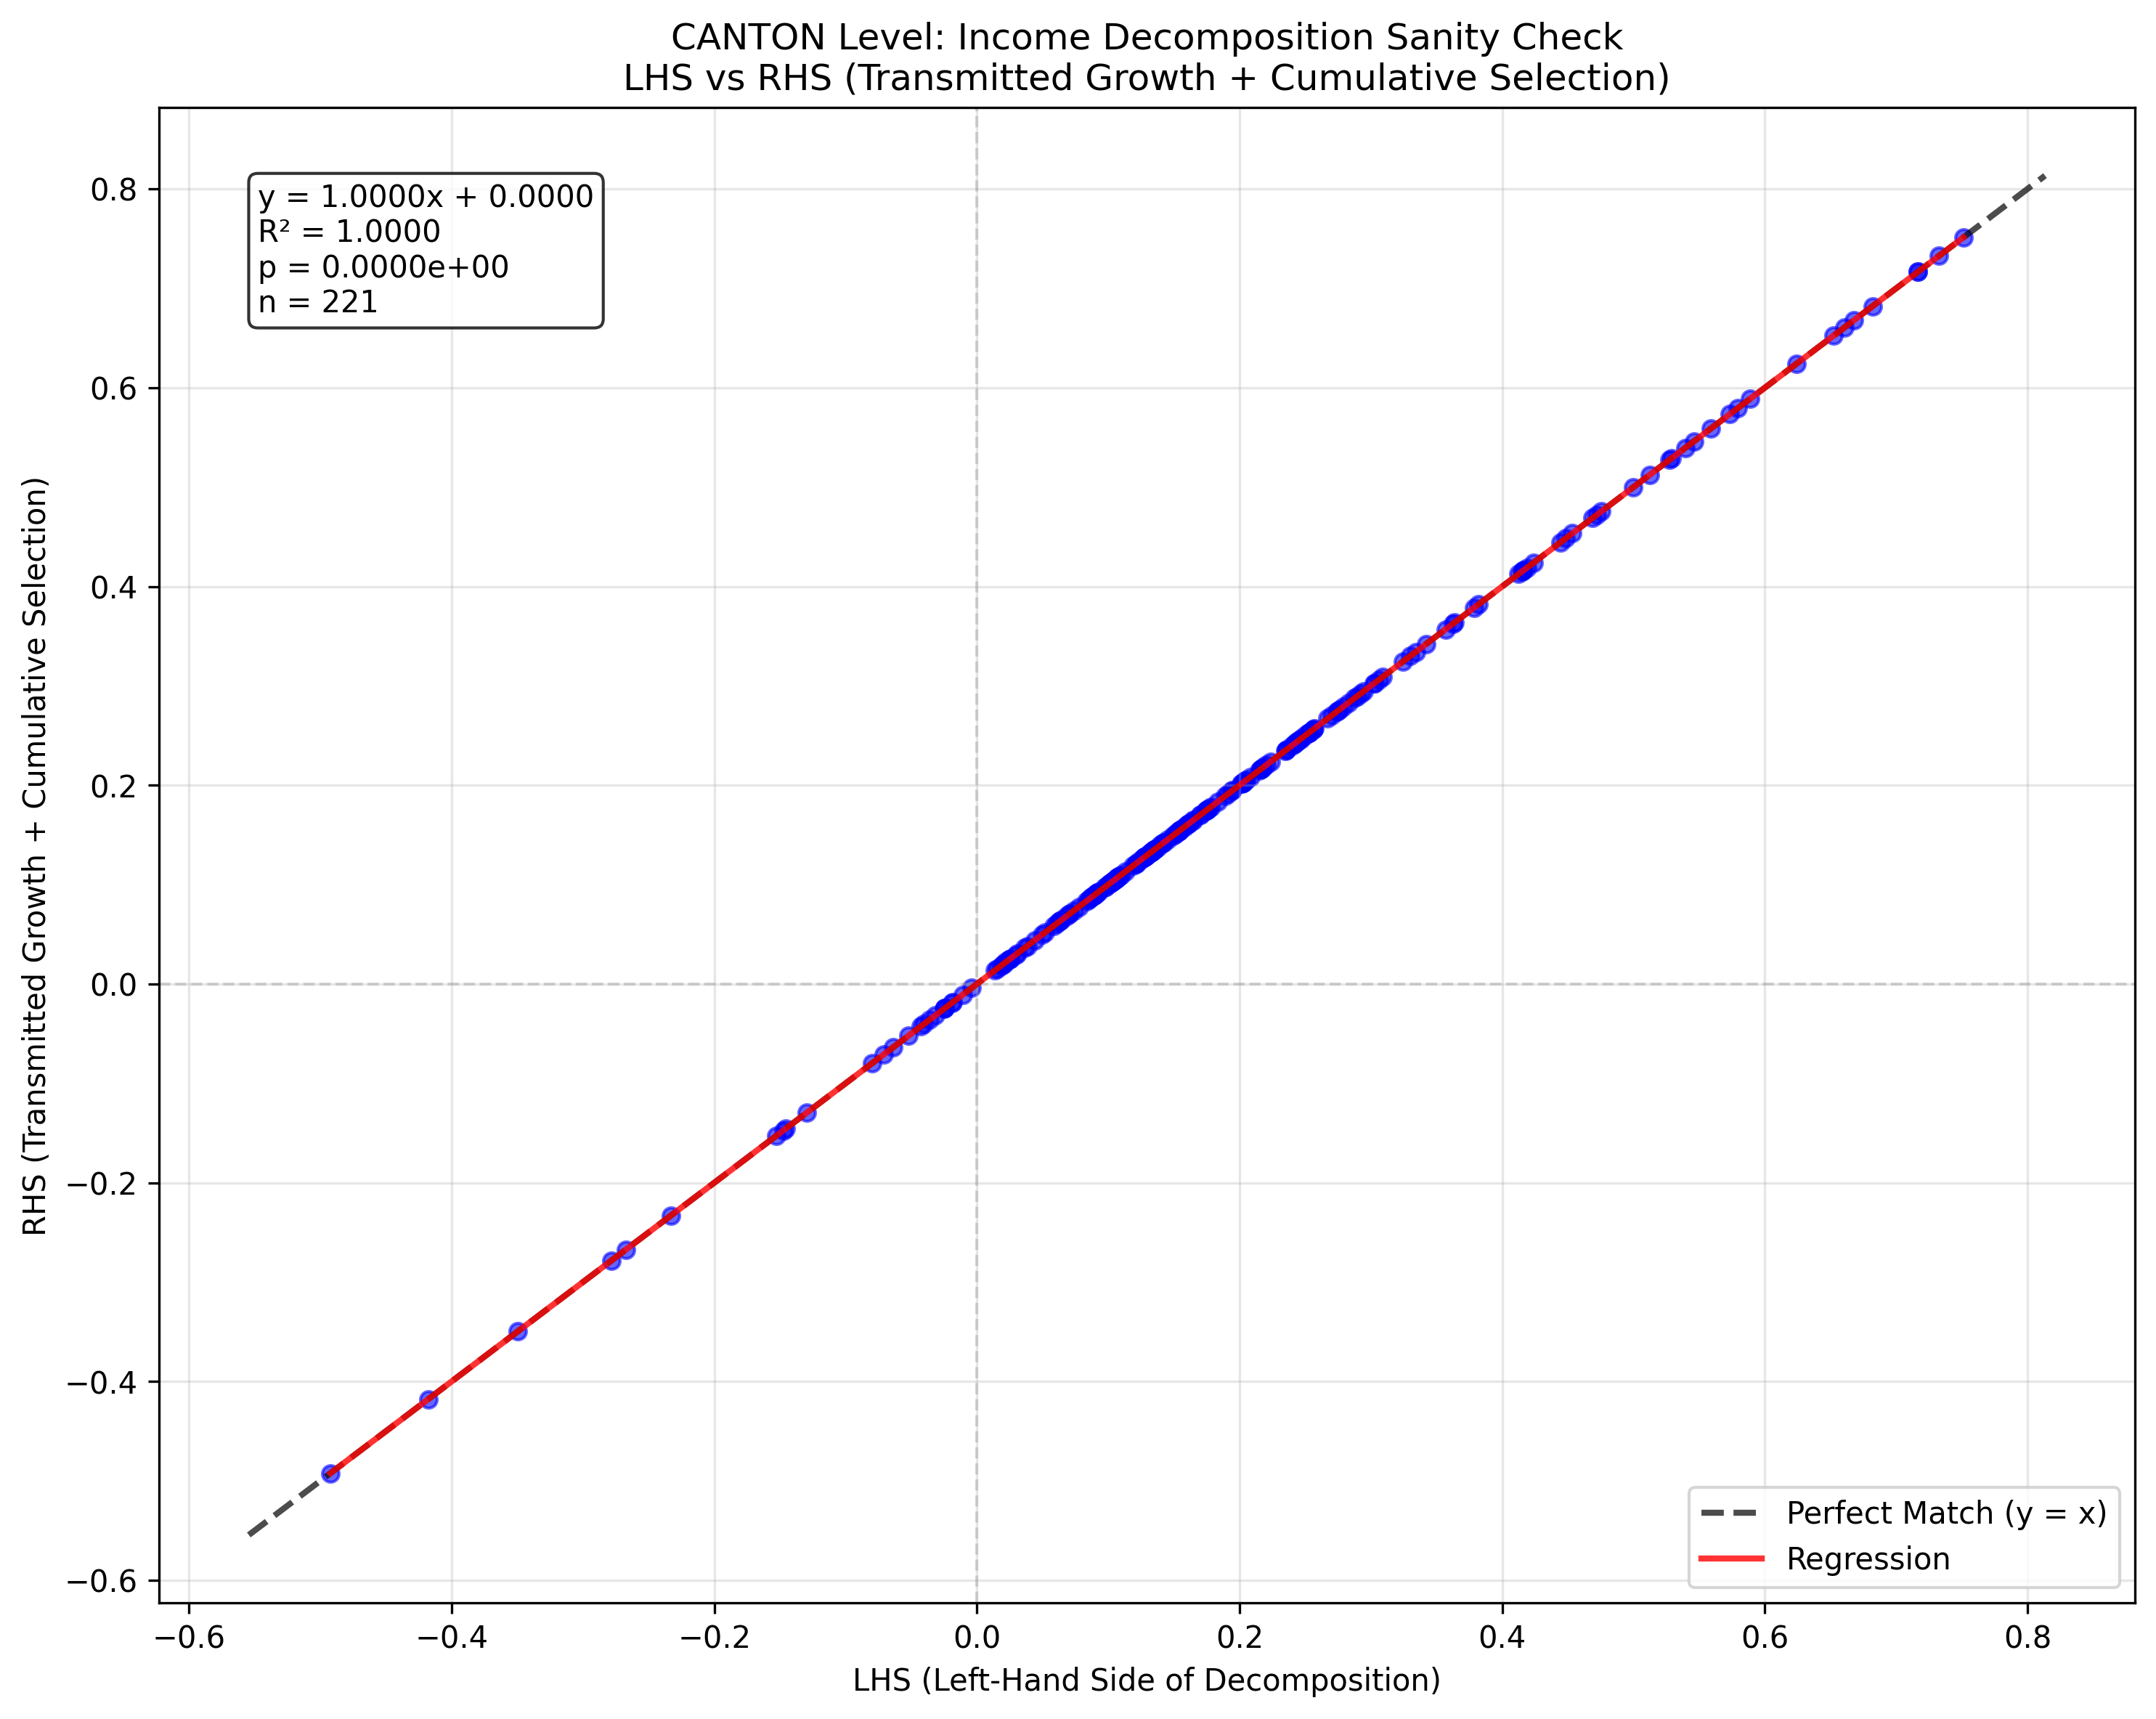 CANTON Level: Income Decomposition Sanity Check
LHS vs RHS (Transmitted Growth + Cumulative Selection)
y = 1.0000x + 0.0000
R² = 1.0000
p = 0.0000e+00
n = 221
RHS (Transmitted Growth + Cumulative Selection)
0.8
0.6
0.4
0.2
0.0
−0.2
−0.4
−0.6
Perfect Match (y = x)
Regression
−0.6 −0.4 −0.2 0.0 0.2 0.4 0.6 0.8
LHS (Left-Hand Side of Decomposition)